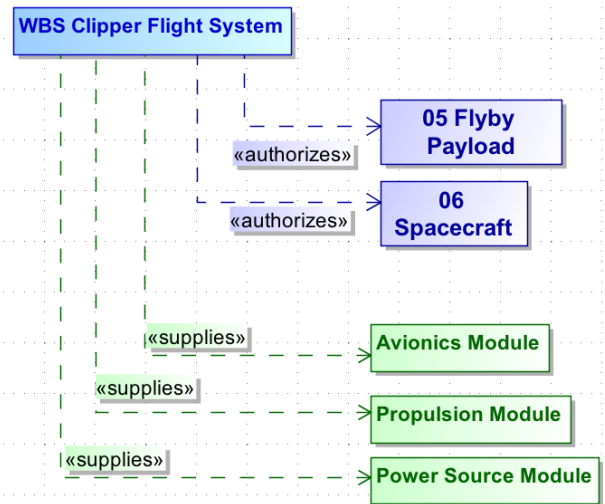 WBS Clipper Flight System
05 Flyby
Payload
«authorizes»
06
Spacecraft
«authorizes»
«supplies»
Avionics Module
«supplies»
Propulsion Module
«supplies»
Power Source Module